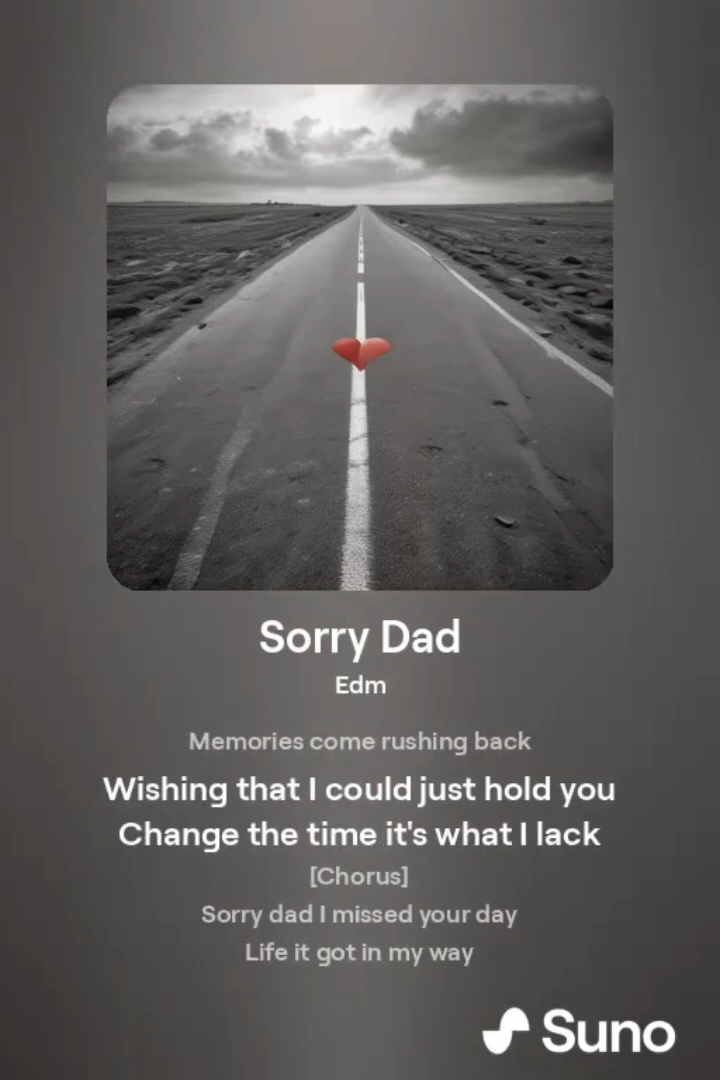 Sorry Dad
Edm
Memories come rushing back
Wishing that I could just hold you
Change the time it's what I lack
[Chorus]
Sorry dad I missed your day
Life it got in my way
Suno